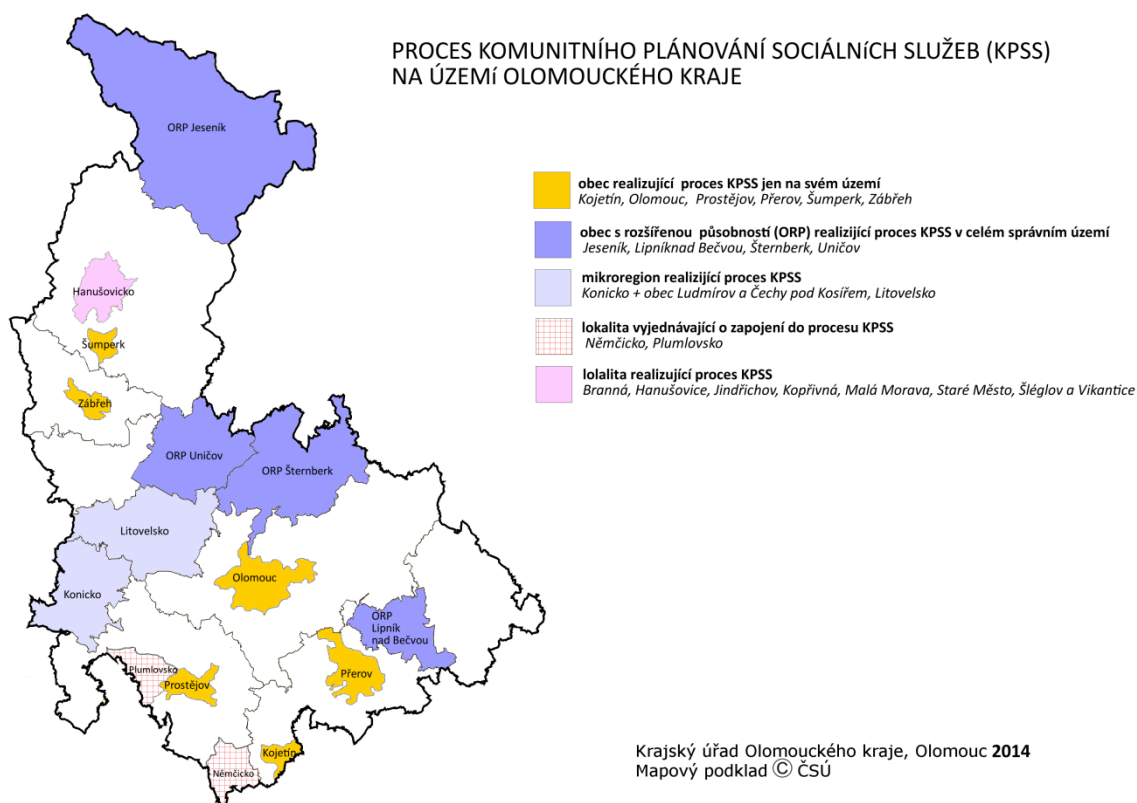 PROCES KOMUNITNÍHO PLÁNOVÁNÍ SOCIÁLNíCH SLUŽEB (KPSS)
NA ÚZEMí OLOMOUCKÉHO KRAJE
obec realizující proces KPSS jen na svém území
Kojetín, Olomouc, Prostějov, Přerov, Šumperk, Zábřeh
obec s rozšířenou působností (ORP) realizijící proces KPSS v celém správním území
Jeseník, Lipníknad Bečvou, Šternberk, Uničov
mikroregion realizijící proces KPSS
Konicko + obec Ludmírov a Čechy pod Kosířem, Litovelsko
lokalita vyjednávající o zapojení do procesu KPSS
Němčicko, Plumlovsko
lolalita realizující proces KPSS
Branná, Hanušovice, Jindřichov, Kopřivná, Malá Morava, Staré Město, Šléglov a Vikantice
ORP Jeseník
Hanušovicko
Šumperk
Zábřeh
ORP Uničov
ORP Šternberk
Litovelsko
Olomouc
Konicko
ORP
Lipník
nad Bečvou
Plumlovsko
Prostějov
Přerov
Kojetín
Němčicko
Krajský úřad Olomouckého kraje, Olomouc 2014
Mapový podklad © ČSÚ